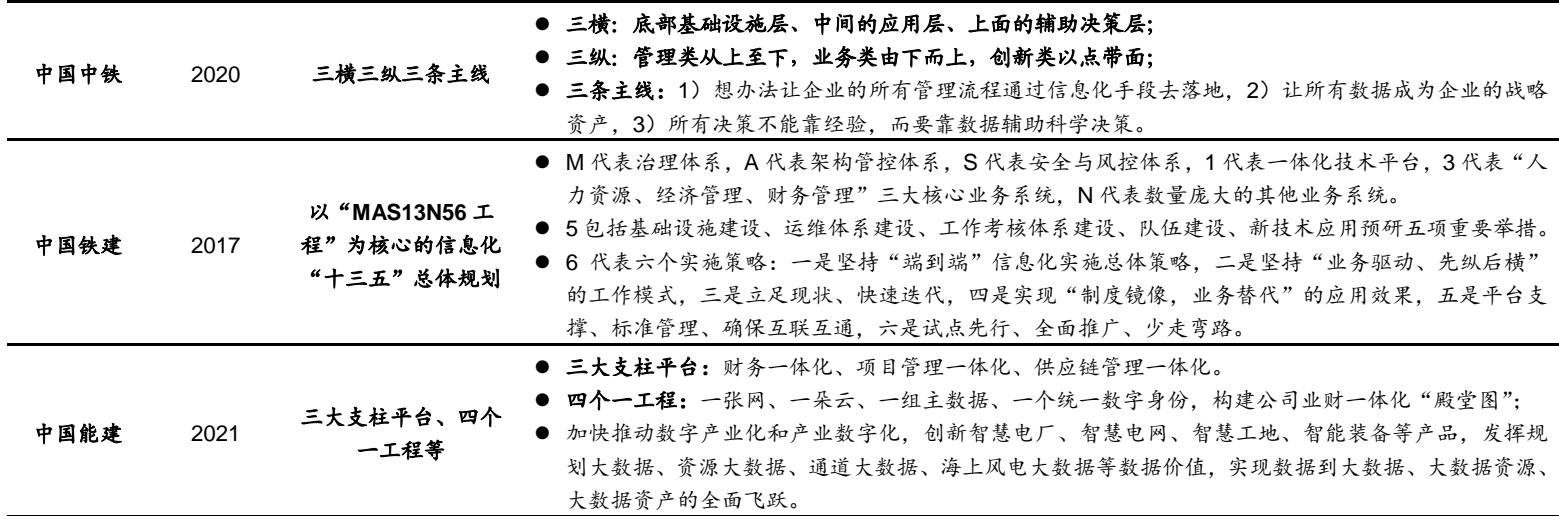 ● 三横：底部基础设施层、中间的应用层、上面的辅助决策层；
● 三纵：管理类从上至下，业务类由下而上，创新类以点带面；
中国中铁 2020 三横三纵三条主线
● 三条主线：1）想办法让企业的所有管理流程通过信息化手段去落地，2）让所有数据成为企业的战略
资产，3）所有决策不能靠经验，而要靠数据辅助科学决策。
● M 代表治理体系，A 代表架构管控体系，S 代表安全与风控体系，1 代表一体化技术平台，3 代表“人
力资源、经济管理、财务管理”三大核心业务系统，N 代表数量庞大的其他业务系统。
中国铁建 2017
以“MAS13N56 工
程”为核心的信息化
“十三五”总体规划
● 5 包括基础设施建设、运维体系建设、工作考核体系建设、队伍建设、新技术应用预研五项重要举措。
● 6 代表六个实施策略：一是坚持“端到端”信息化实施总体策略，二是坚持“业务驱动、先纵后横”
的工作模式，三是立足现状、快速迭代，四是实现“制度镜像，业务替代”的应用效果，五是平台支
撑、标准管理、确保互联互通，六是试点先行、全面推广、少走弯路。
● 三大支柱平台：财务一体化、项目管理一体化、供应链管理一体化。
● 四个一工程：一张网、一朵云、一组主数据、一个统一数字身份，构建公司业财一体化“殿堂图”；
中国能建 2021
三大支柱平台、四个
一工程等
● 加快推动数字产业化和产业数字化，创新智慧电厂、智慧电网、智慧工地、智能装备等产品，发挥规
划大数据、资源大数据、通道大数据、海上风电大数据等数据价值，实现数据到大数据、大数据资源、
大数据资产的全面飞跃。